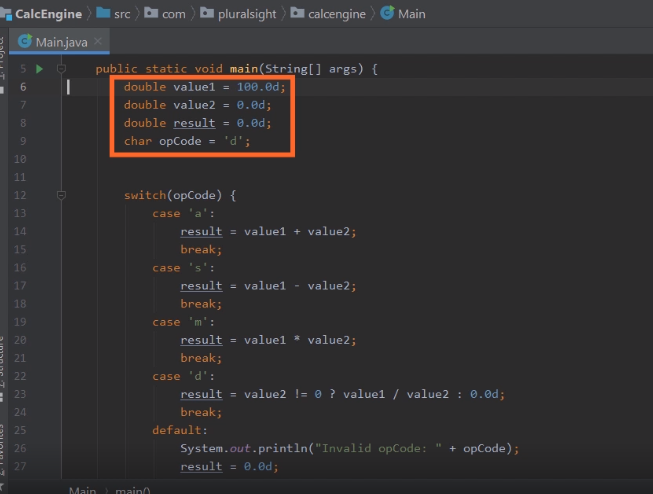 CalcEngine src com pluralsight calcengine Main
Main.java
5 public static void main(String[] args) {
6 double value1 = 100.0d;
7 double value2 = 0.0d;
8 double result = 0.0d;
9 char opCode = 'd';
10
11
12 switch(opCode) {
13 case 'a':
14 result = value1 + value2;
15 break;
16 case 's':
17 result = value1 - value2;
18 break;
19 case 'm':
20 result = value1 * value2;
21 break;
22 case 'd':
23 result = value2 != 0 ? value1 / value2 : 0.0d;
24 break;
25 default:
26 System.out.println("Invalid opCode: " + opCode);
27 result = 0.0d;
Main main()